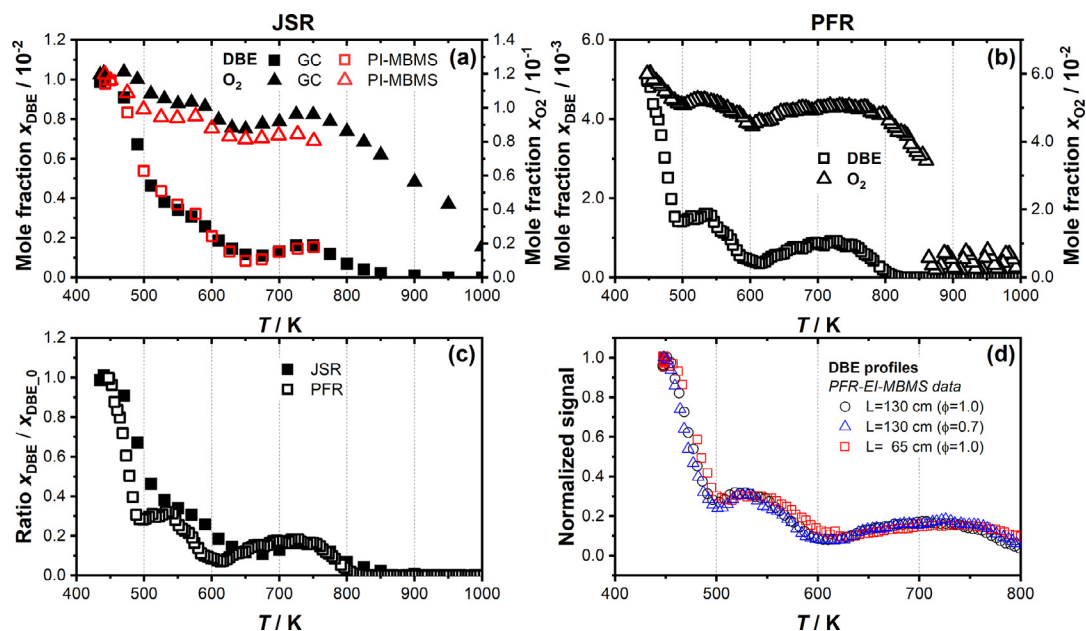 JSR
PFR
1.2
1.0
0.8
0.6
0.4
0.2
0.0
Mole fraction x_DBE / 10^-2
(a)
DBE ■ GC □ PI-MBMS
O₂ ▲ GC △ PI-MBMS
1.4
1.2
1.0
0.8
0.6
0.4
0.2
0.0
Mole fraction x_O2 / 10^-1
400 500 600 700 800 900 1000
T / K
6.0
4.0
2.0
0.0
Mole fraction x_DBE / 10^-3
(b)
□ DBE
△ O₂
6.0
4.0
2.0
0.0
Mole fraction x_O2 / 10^-2
400 500 600 700 800 900 1000
T / K
1.2
1.0
0.8
0.6
0.4
0.2
0.0
Ratio x_DBE / x_DBE_0
(c)
■ JSR
□ PFR
400 500 600 700 800 900 1000
T / K
1.0
0.8
0.6
0.4
0.2
0.0
Normalized signal
(d)
DBE profiles
PFR-EI-MBMS data
○ L=130 cm (ϕ=1.0)
△ L=130 cm (ϕ=0.7)
□ L= 65 cm (ϕ=1.0)
400 500 600 700 800
T / K